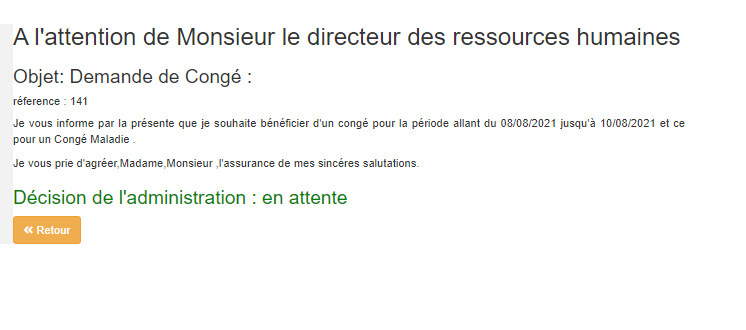 A l'attention de Monsieur le directeur des ressources humaines
Objet: Demande de Congé :
réference : 141
Je vous informe par la présente que je souhaite bénéficier d'un congé pour la période allant du 08/08/2021 jusqu'à 10/08/2021 et ce
pour un Congé Maladie .
Je vous prie d'agréer,Madame,Monsieur ,l'assurance de mes sincéres salutations.
Décision de l'administration : en attente
« Retour